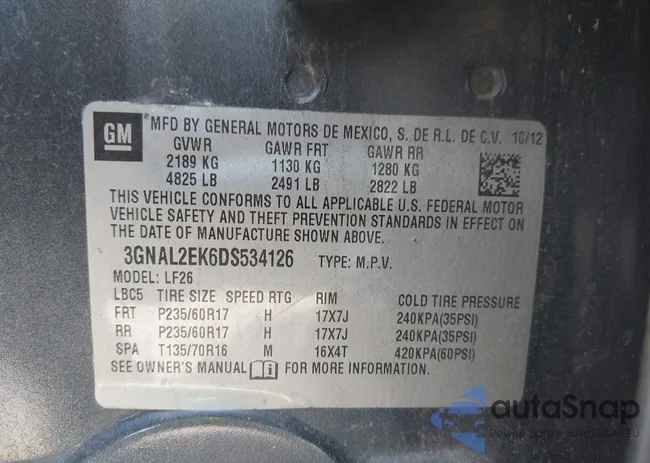 GM
*MFD BY GENERAL MOTORS DE MEXICO, S. DE R.L. DE C.V. 10/12
GVWR GAWR FRT GAWR RR
2189 KG 1130 KG 1280 KG
4825 LB 2491 LB 2822 LB
THIS VEHICLE CONFORMS TO ALL APPLICABLE U.S. FEDERAL MOTOR
VEHICLE SAFETY AND THEFT PREVENTION STANDARDS IN EFFECT ON
THE DATE OF MANUFACTURE SHOWN ABOVE.
3GNAL2EK6DS534126 TYPE: M.P.V.
MODEL: LF26
LBC5 TIRE SIZE SPEED RTG RIM COLD TIRE PRESSURE
FRT P235/60R17 H 17X7J 240KPA(35PSI)
RR P235/60R17 H 17X7J 240KPA(35PSI)
SPA T135/70R16 M 16X4T 420KPA(60PSI)
SEE OWNER'S MANUAL i FOR MORE INFORMATION.
autoSnap